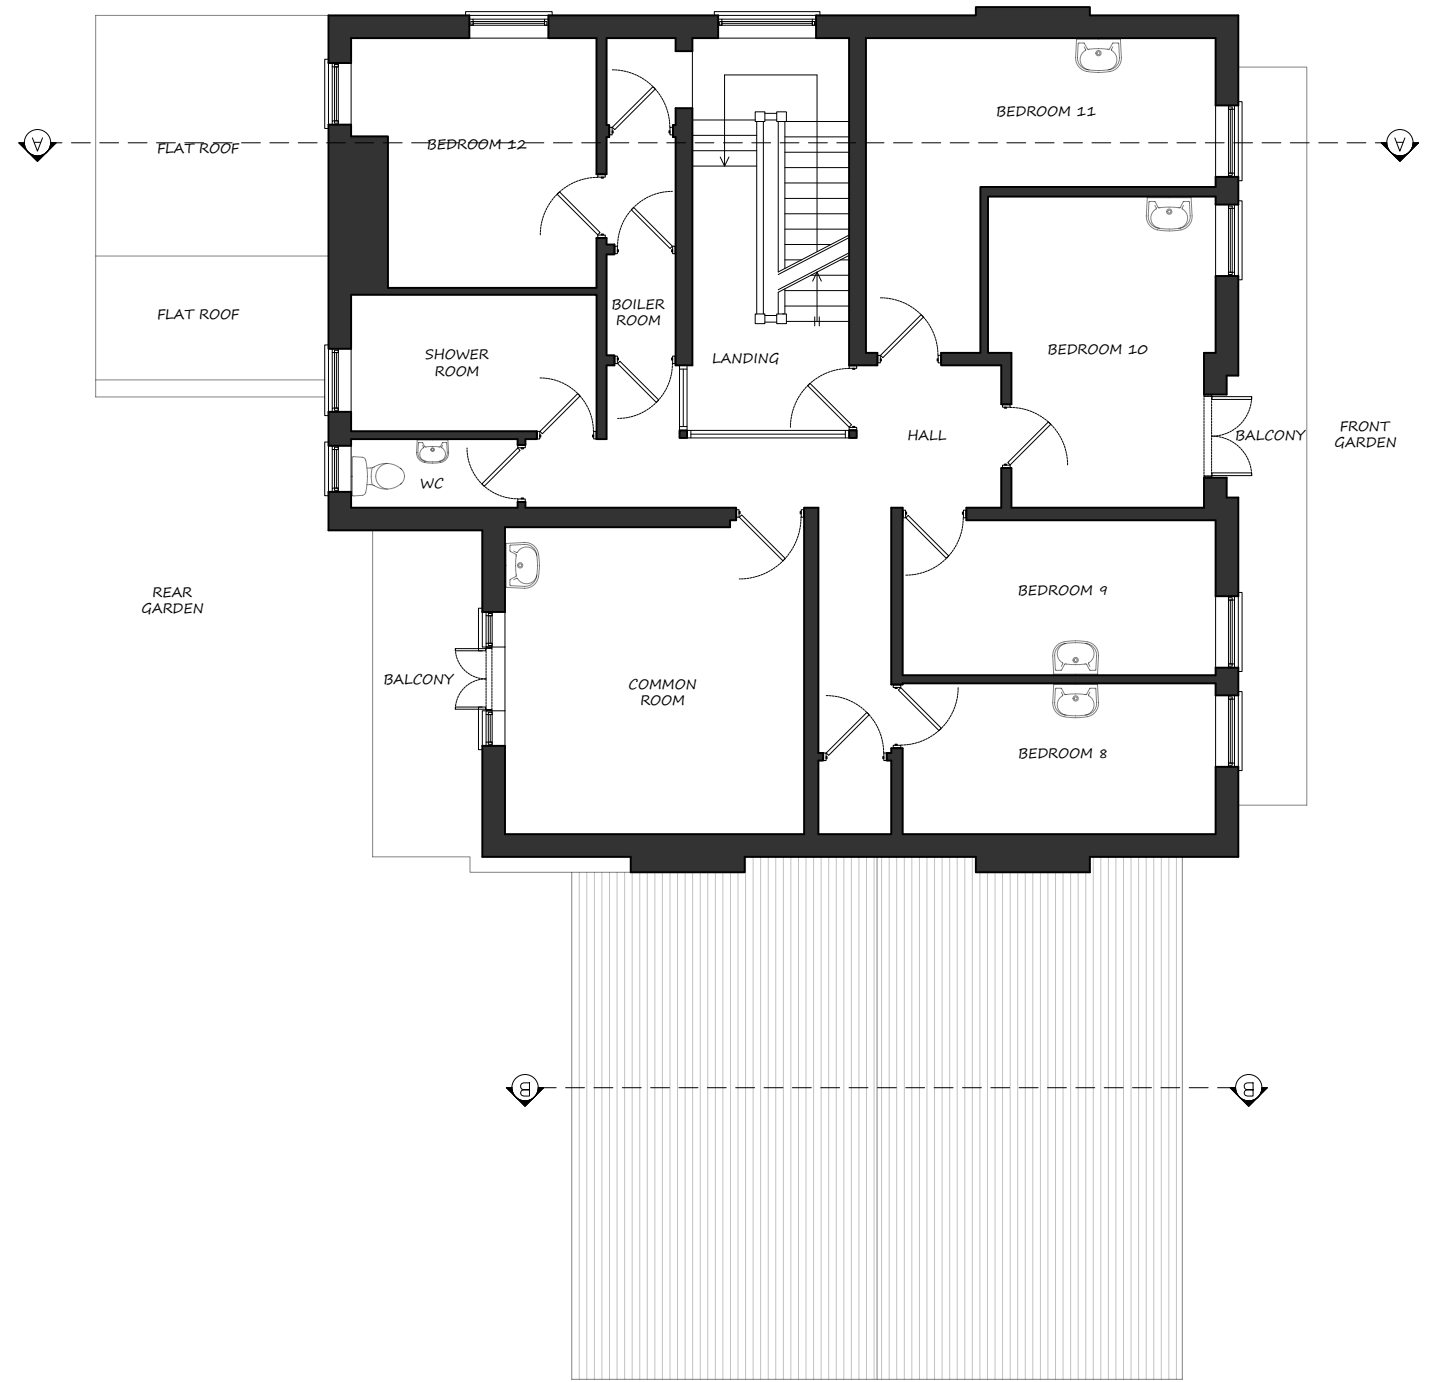 BEDROOM 11
A
FLAT ROOF
BEDROOM 12
A
FLAT ROOF
BOILER
ROOM
SHOWER
ROOM
LANDING
BEDROOM 10
HALL
BALCONY
FRONT
GARDEN
WC
REAR
GARDEN
BEDROOM 9
BALCONY
COMMON
ROOM
BEDROOM 8
B
B